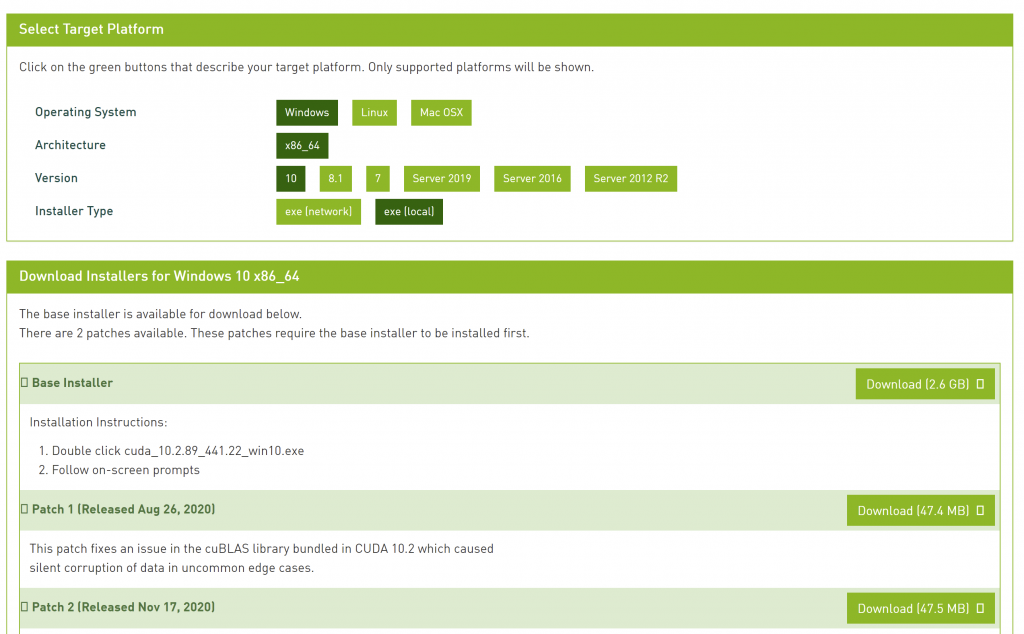 Select Target Platform
Click on the green buttons that describe your target platform. Only supported platforms will be shown.
Operating System Windows Linux Mac OSX
Architecture x86_64
Version 10 8.1 7 Server 2019 Server 2016 Server 2012 R2
Installer Type exe (network) exe (local)
Download Installers for Windows 10 x86_64
The base installer is available for download below.
There are 2 patches available. These patches require the base installer to be installed first.
Base Installer Download (2.6 GB)
Installation Instructions:
1. Double click cuda_10.2.89_441.22_win10.exe
2. Follow on-screen prompts
Patch 1 (Released Aug 26, 2020) Download (47.4 MB)
This patch fixes an issue in the cuBLAS library bundled in CUDA 10.2 which caused
silent corruption of data in uncommon edge cases.
Patch 2 (Released Nov 17, 2020) Download (47.5 MB)